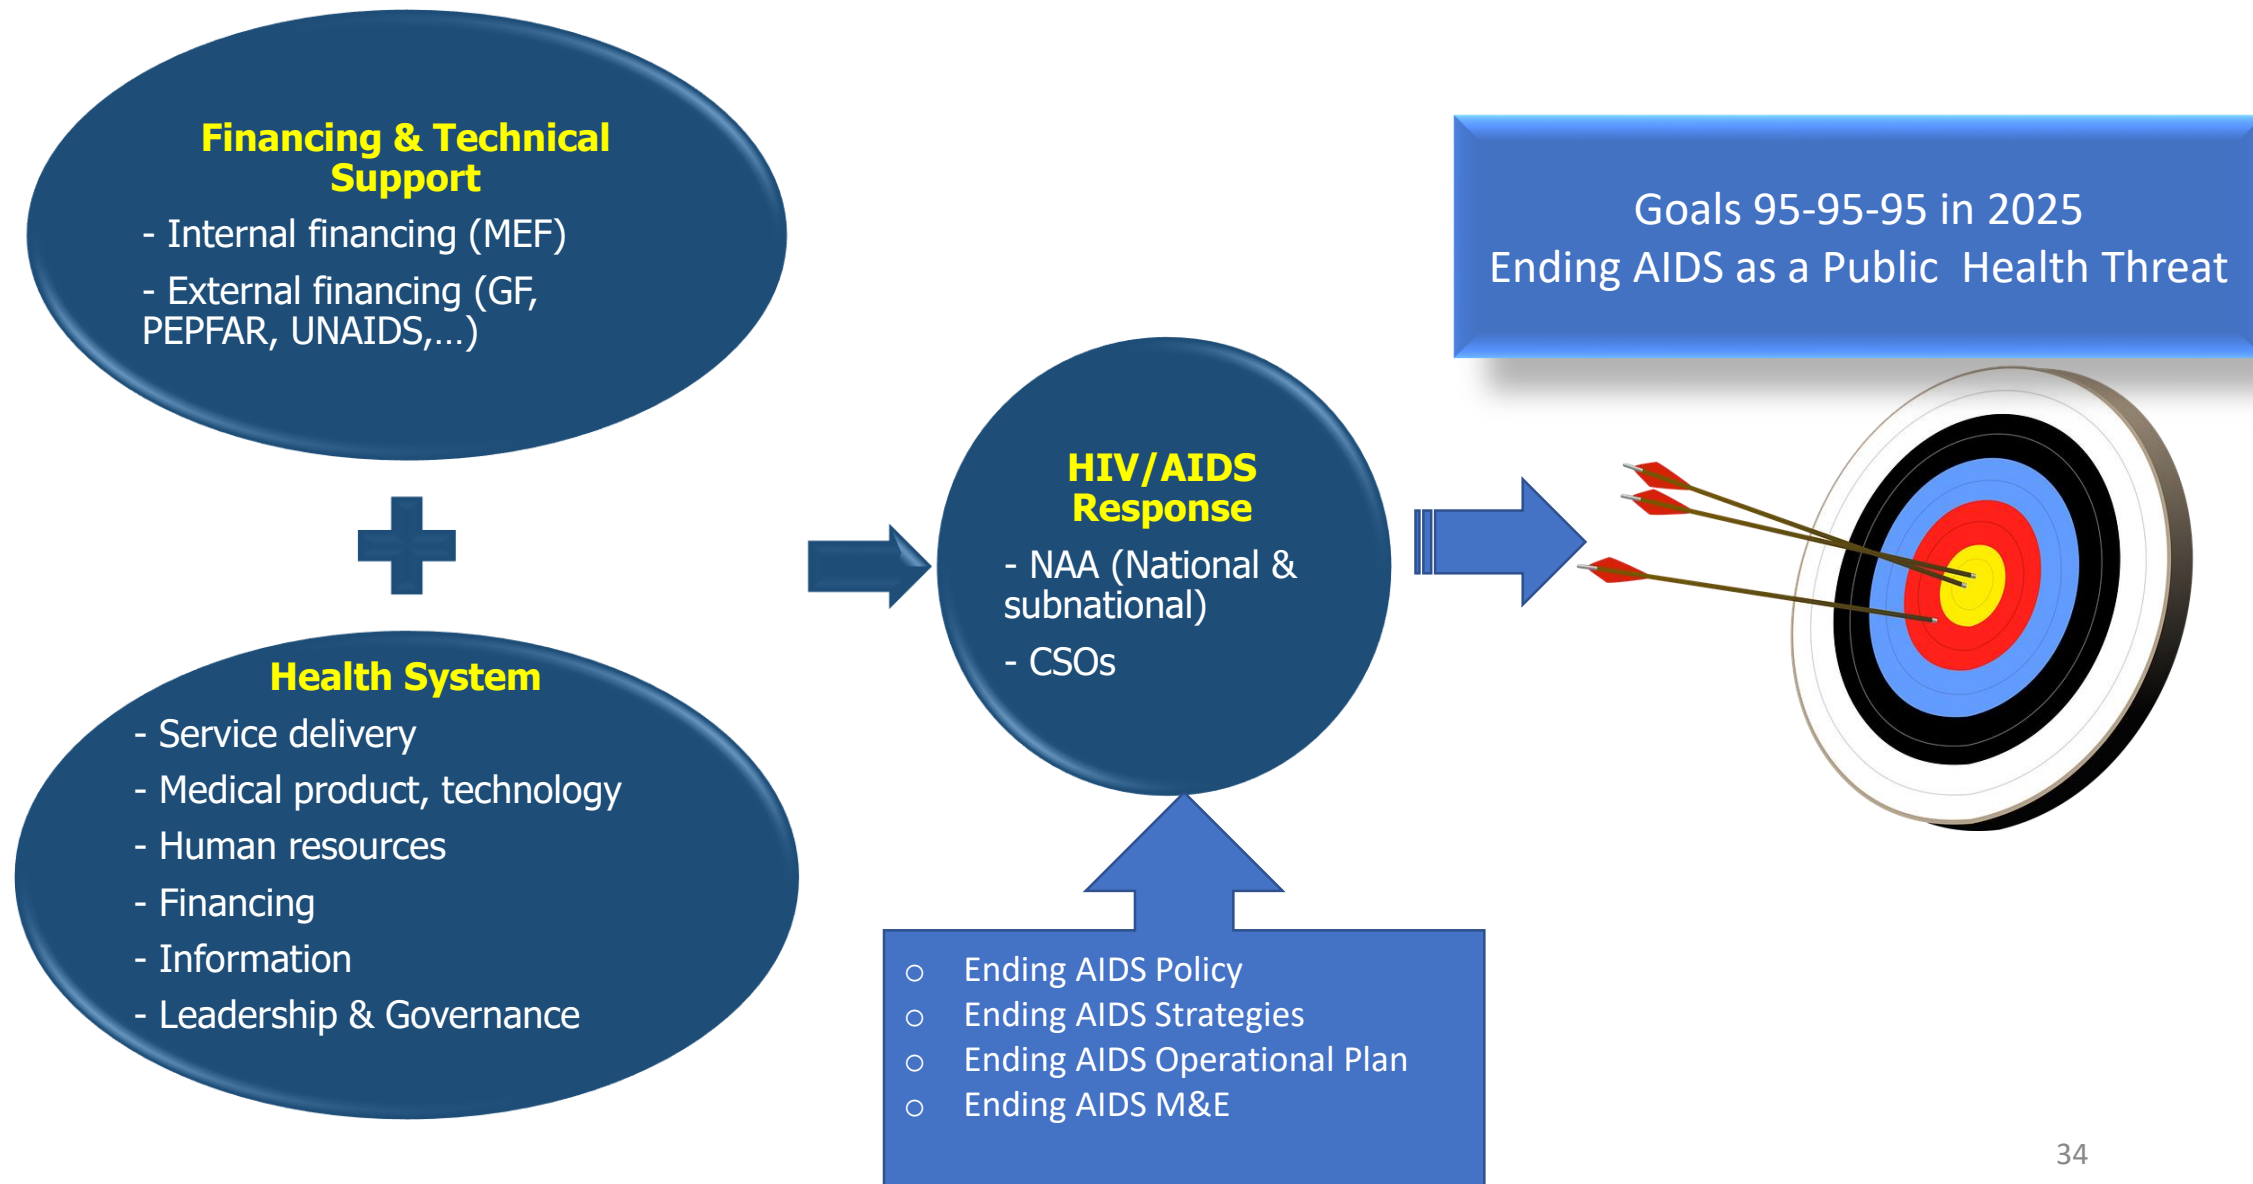 Financing & Technical
Support
- Internal financing (MEF)
- External financing (GF,
PEPFAR, UNAIDS,...)
Health System
- Service delivery
- Medical product, technology
- Human resources
- Financing
- Information
- Leadership & Governance
HIV/AIDS
Response
- NAA (National &
subnational)
- CSOs
○ Ending AIDS Policy
○ Ending AIDS Strategies
○ Ending AIDS Operational Plan
○ Ending AIDS M&E
Goals 95-95-95 in 2025
Ending AIDS as a Public Health Threat
34